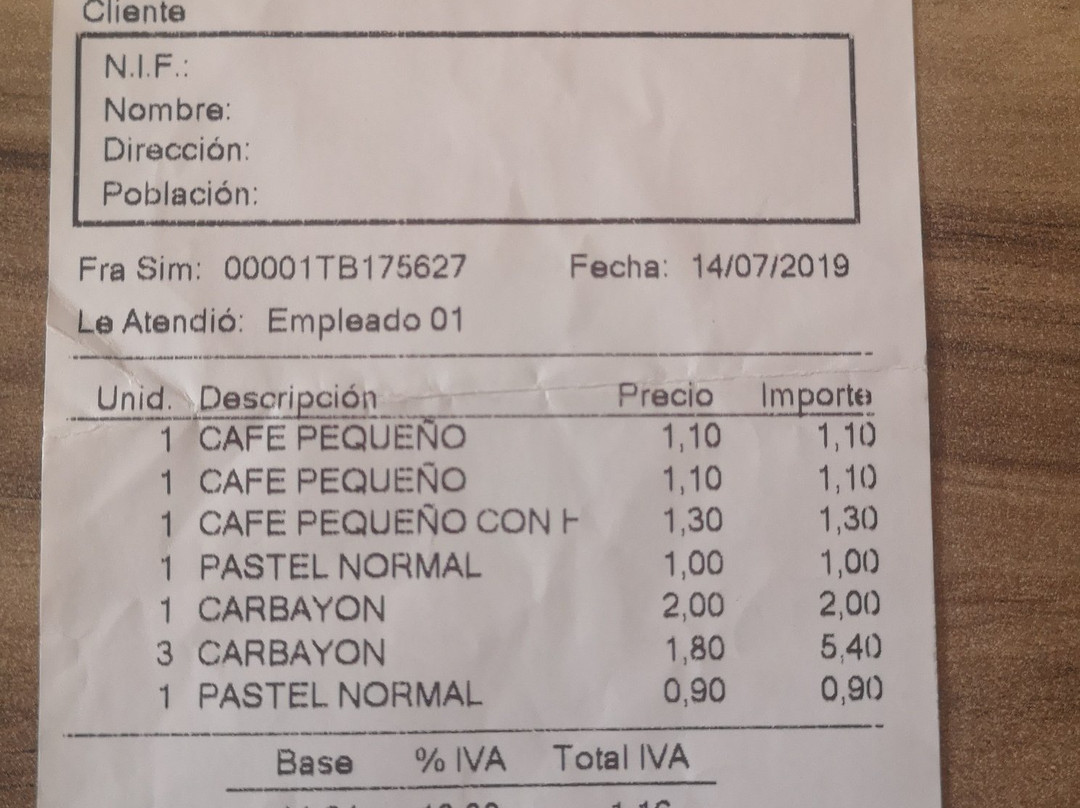 Cliente
N.I.F.:
Nombre:
Dirección:
Población:
Fra Sim: 00001TB175627 Fecha: 14/07/2019
Le Atendió: Empleado 01
Unid. Descripción Precio Importe
1 CAFE PEQUEÑO 1,10 1,10
1 CAFE PEQUEÑO 1,10 1,10
1 CAFE PEQUEÑO CON 1,30 1,30
1 PASTEL NORMAL 1,00 1,00
1 CARBAYON 2,00 2,00
3 CARBAYON 1,80 5,40
1 PASTEL NORMAL 0,90 0,90
Base % IVA Total IVA